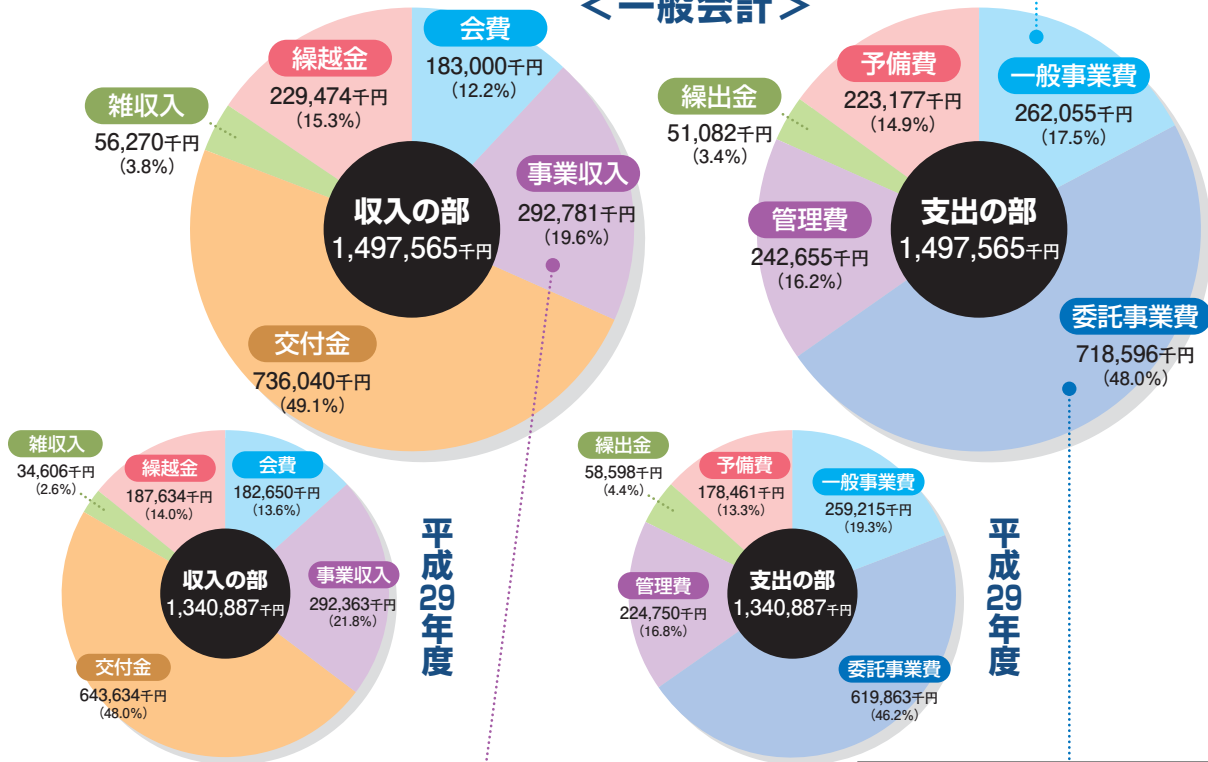 ＜一般会計＞
会費
183,000千円
(12.2%)
事業収入
292,781千円
(19.6%)
交付金
736,040千円
(49.1%)
雑収入
56,270千円
(3.8%)
繰越金
229,474千円
(15.3%)
収入の部
1,497,565千円
一般事業費
262,055千円
(17.5%)
委託事業費
718,596千円
(48.0%)
管理費
242,655千円
(16.2%)
繰出金
51,082千円
(3.4%)
予備費
223,177千円
(14.9%)
支出の部
1,497,565千円
平成29年度
会費
182,650千円
(13.6%)
事業収入
292,363千円
(21.8%)
交付金
643,634千円
(48.0%)
雑収入
34,606千円
(2.6%)
繰越金
187,634千円
(14.0%)
収入の部
1,340,887千円
平成29年度
一般事業費
259,215千円
(19.3%)
委託事業費
619,863千円
(46.2%)
管理費
224,750千円
(16.8%)
繰出金
58,598千円
(4.4%)
予備費
178,461千円
(13.3%)
支出の部
1,340,887千円